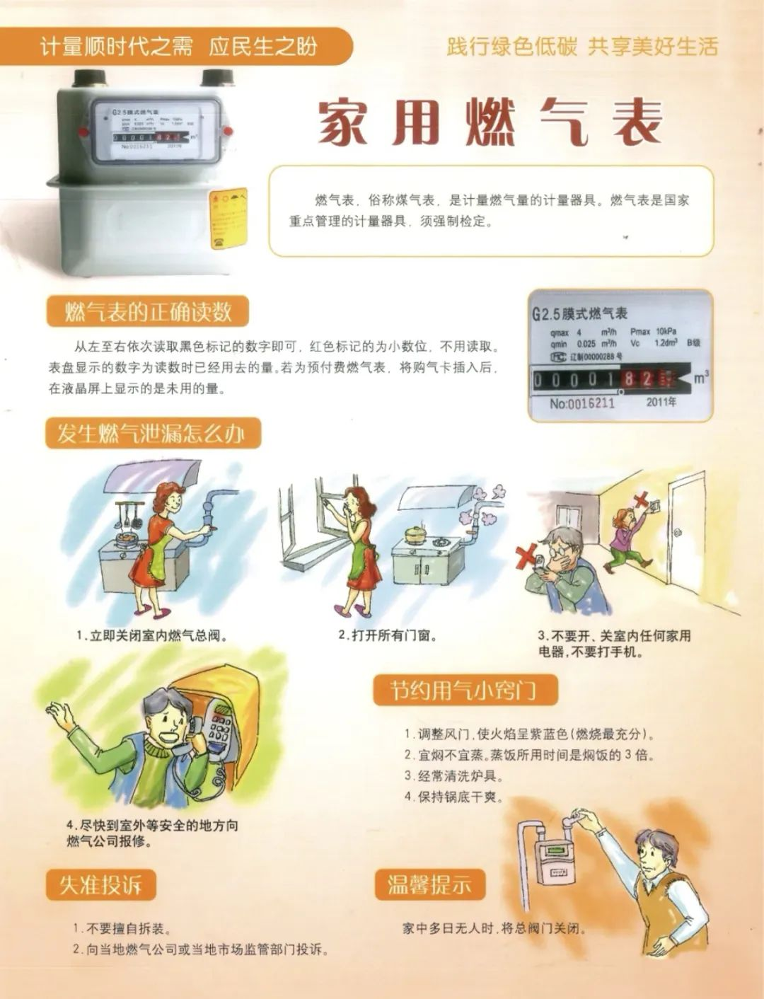 计量顺时代之需 应民生之盼
践行绿色低碳 共享美好生活
家用燃气表
燃气表，俗称煤气表，是计量燃气量的计量器具。燃气表是国家
重点管理的计量器具，须强制检定。
G2.5膜式燃气表
No:0016211 2011年
燃气表的正确读数
从左至右依次读取黑色标记的数字即可，红色标记的为小数位，不用读取。
表盘显示的数字为读数时已经用去的量。若为预付费燃气表，将购气卡插入后，
在液晶屏上显示的是未用的量。
G2.5膜式燃气表
qmax 4 m³/h Pmax 10kPa
qmin 0.025 m³/h Vc 1.2dm³ B级
MC 辽制00000288号
0 0 0 0 1 8 2 m³
No:0016211 2011年
发生燃气泄漏怎么办
1.立即关闭室内燃气总阀。
2.打开所有门窗。
3.不要开、关室内任何家用
电器,不要打手机。
4.尽快到室外等安全的地方向
燃气公司报修。
节约用气小窍门
1.调整风门,使火焰呈紫蓝色(燃烧最充分)。
2.宜焖不宜蒸。蒸饭所用时间是焖饭的3倍。
3.经常清洗炉具。
4.保持锅底干爽。
失准投诉
1.不要擅自拆装。
2.向当地燃气公司或当地市场监管部门投诉。
温馨提示
家中多日无人时,将总阀门关闭。